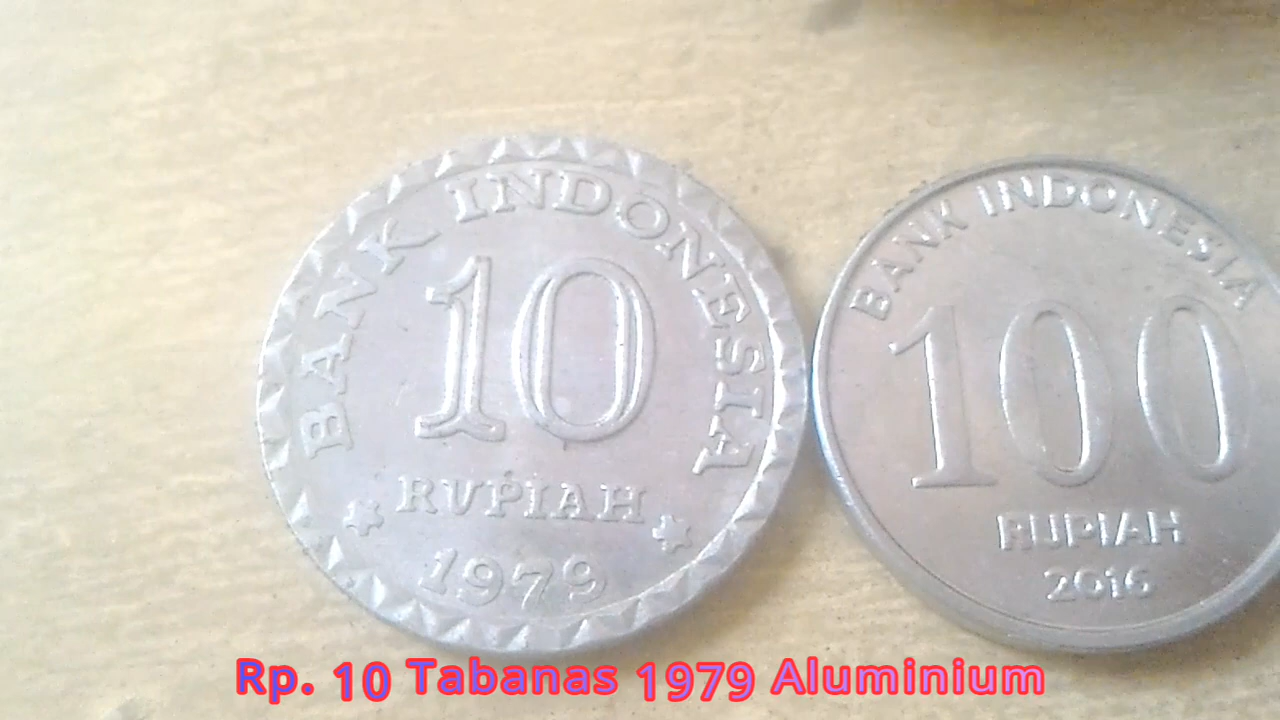 BANK INDONESIA
10
RUPIAH
1979
BANK INDONESIA
100
RUPIAH
2016
Rp. 10 Tabanas 1979 Aluminium